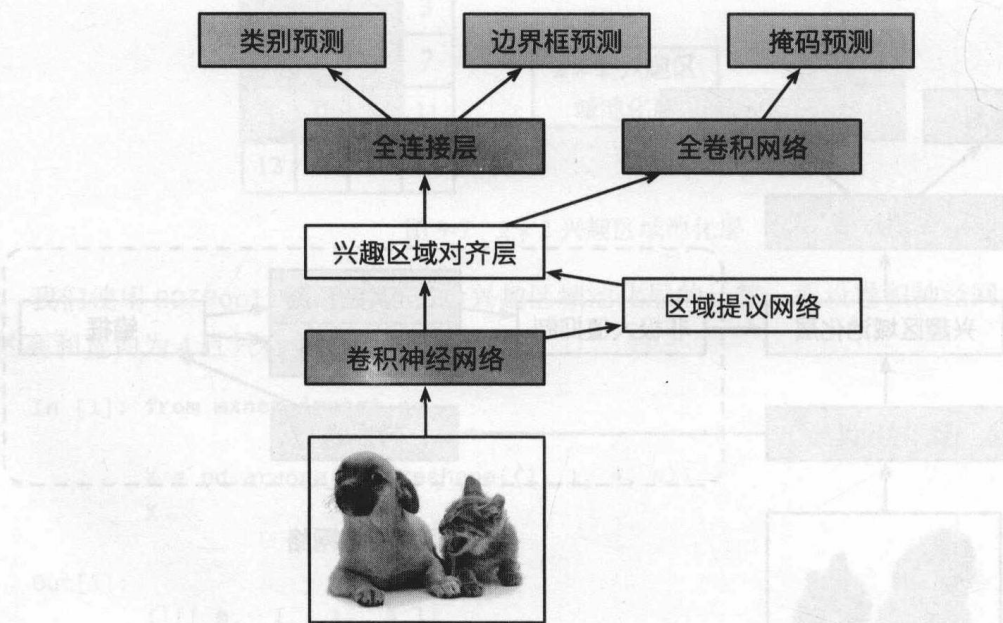 类别预测
边界框预测
掩码预测
全连接层
全卷积网络
兴趣区域对齐层
区域提议网络
卷积神经网络